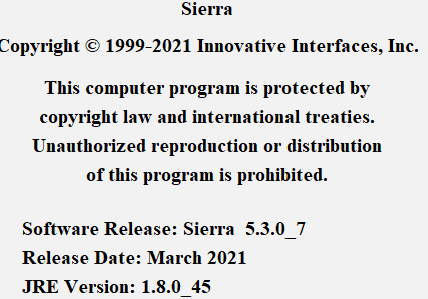 Sierra
Copyright © 1999-2021 Innovative Interfaces, Inc.
This computer program is protected by
copyright law and international treaties.
Unauthorized reproduction or distribution
of this program is prohibited.
Software Release: Sierra 5.3.0_7
Release Date: March 2021
JRE Version: 1.8.0_45